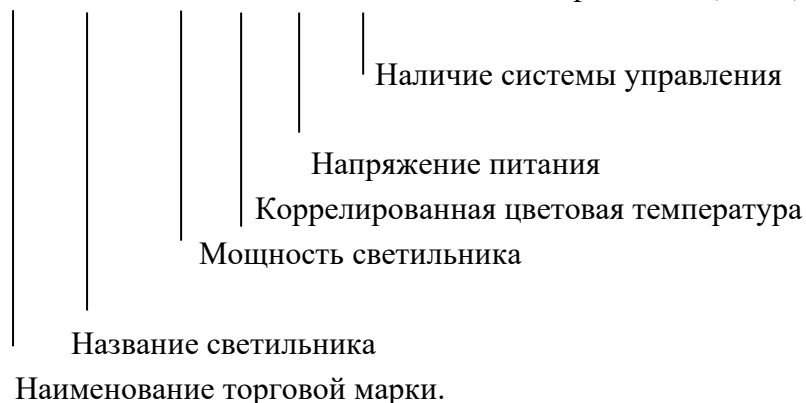 Наличие системы управления
Напряжение питания
Коррелированная цветовая температура
Мощность светильника
Название светильника
Наименование торговой марки.